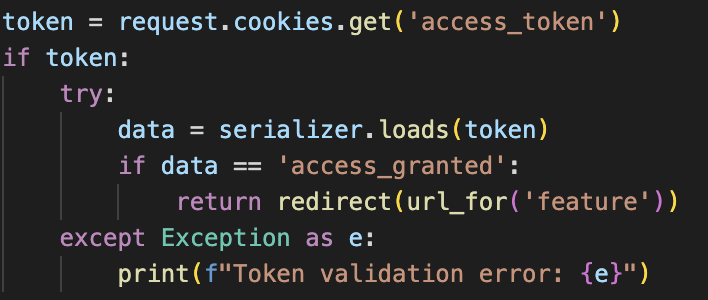 token = request.cookies.get('access_token')
if token:
    try:
        data = serializer.loads(token)
        if data == 'access_granted':
            return redirect(url_for('feature'))
    except Exception as e:
        print(f"Token validation error: {e}")